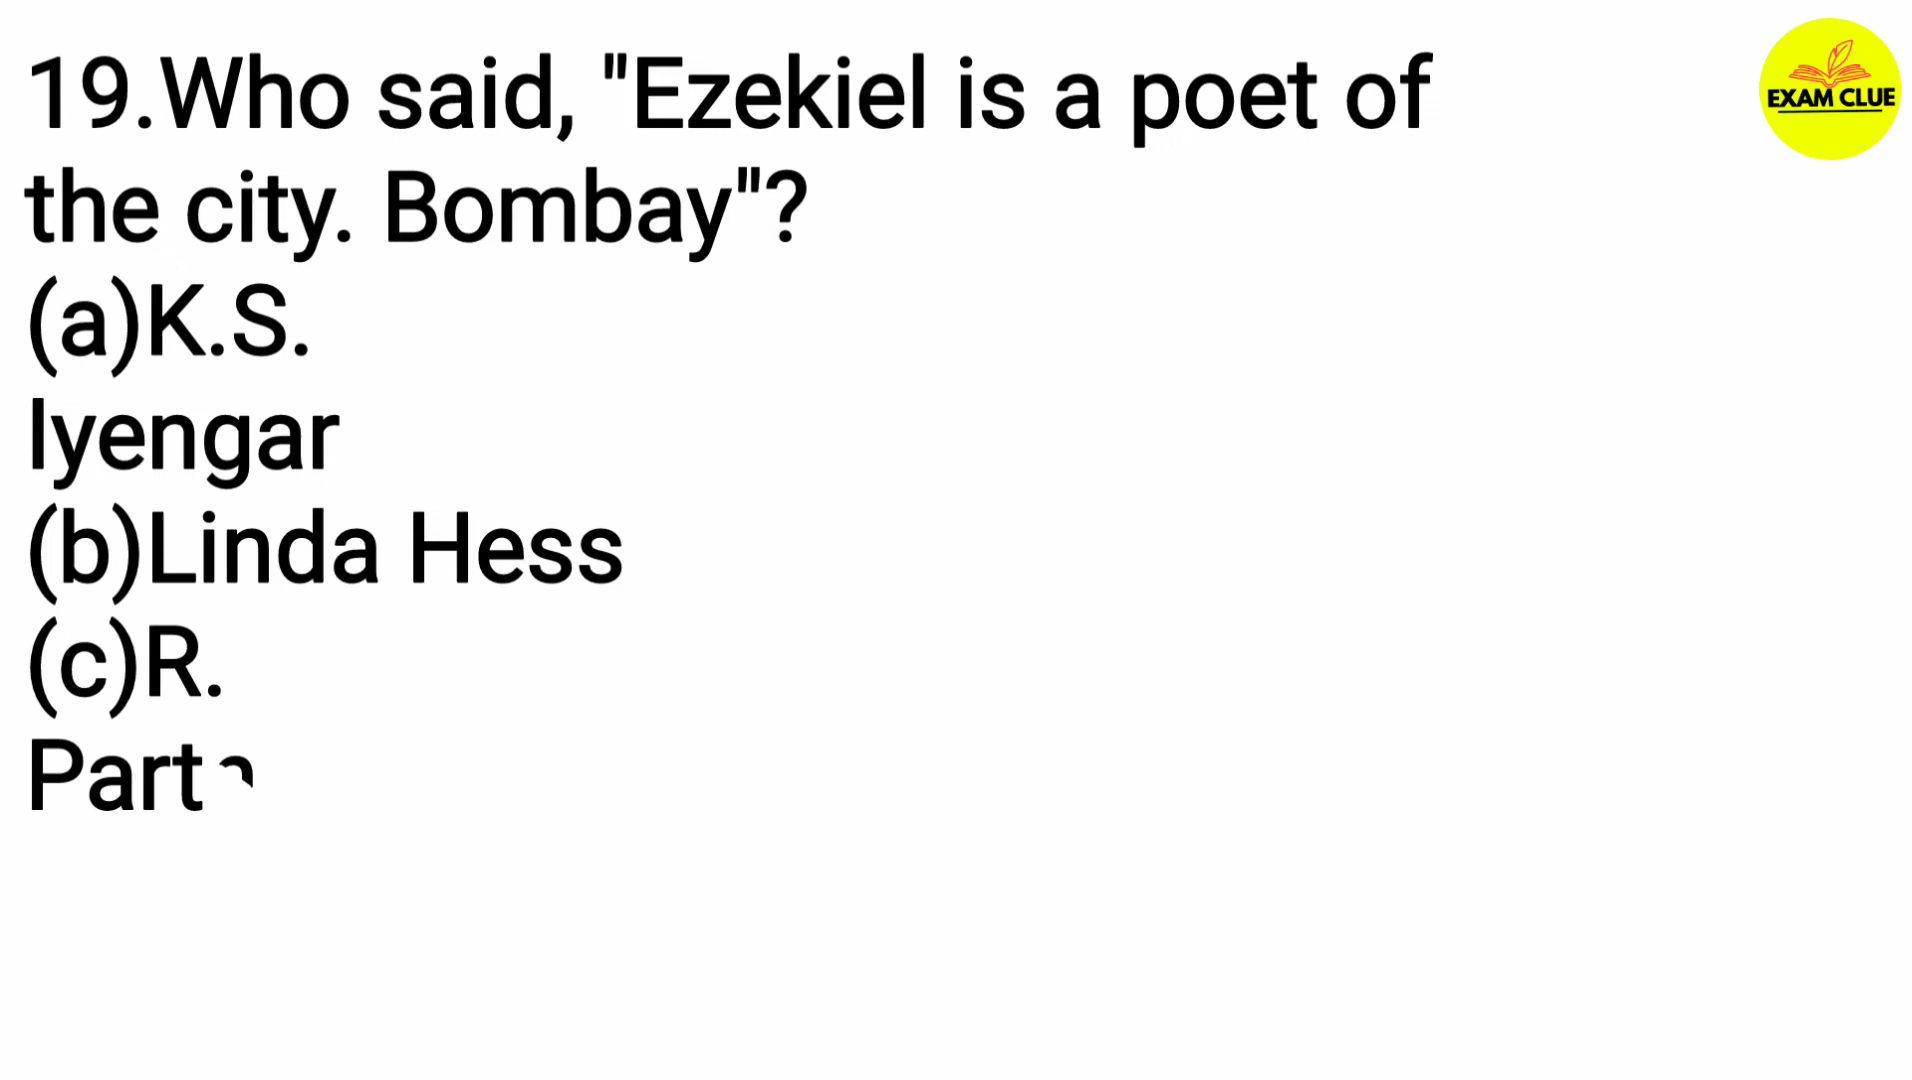 19.Who said, "Ezekiel is a poet of
the city. Bombay"?
(a)K.S.
Iyengar
(b)Linda Hess
(c)R.
EXAM CLUE